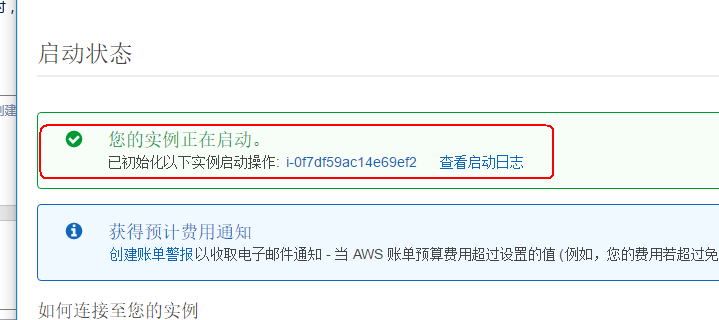 时，
启动状态
您的实例正在启动。
已初始化以下实例启动操作: i-0f7df59ac14e69ef2 查看启动日志
创建
获得预计费用通知
创建账单警报以收取电子邮件通知 - 当 AWS 账单预算费用超过设置的值 (例如，您的费用若超过免
如何连接至您的实例